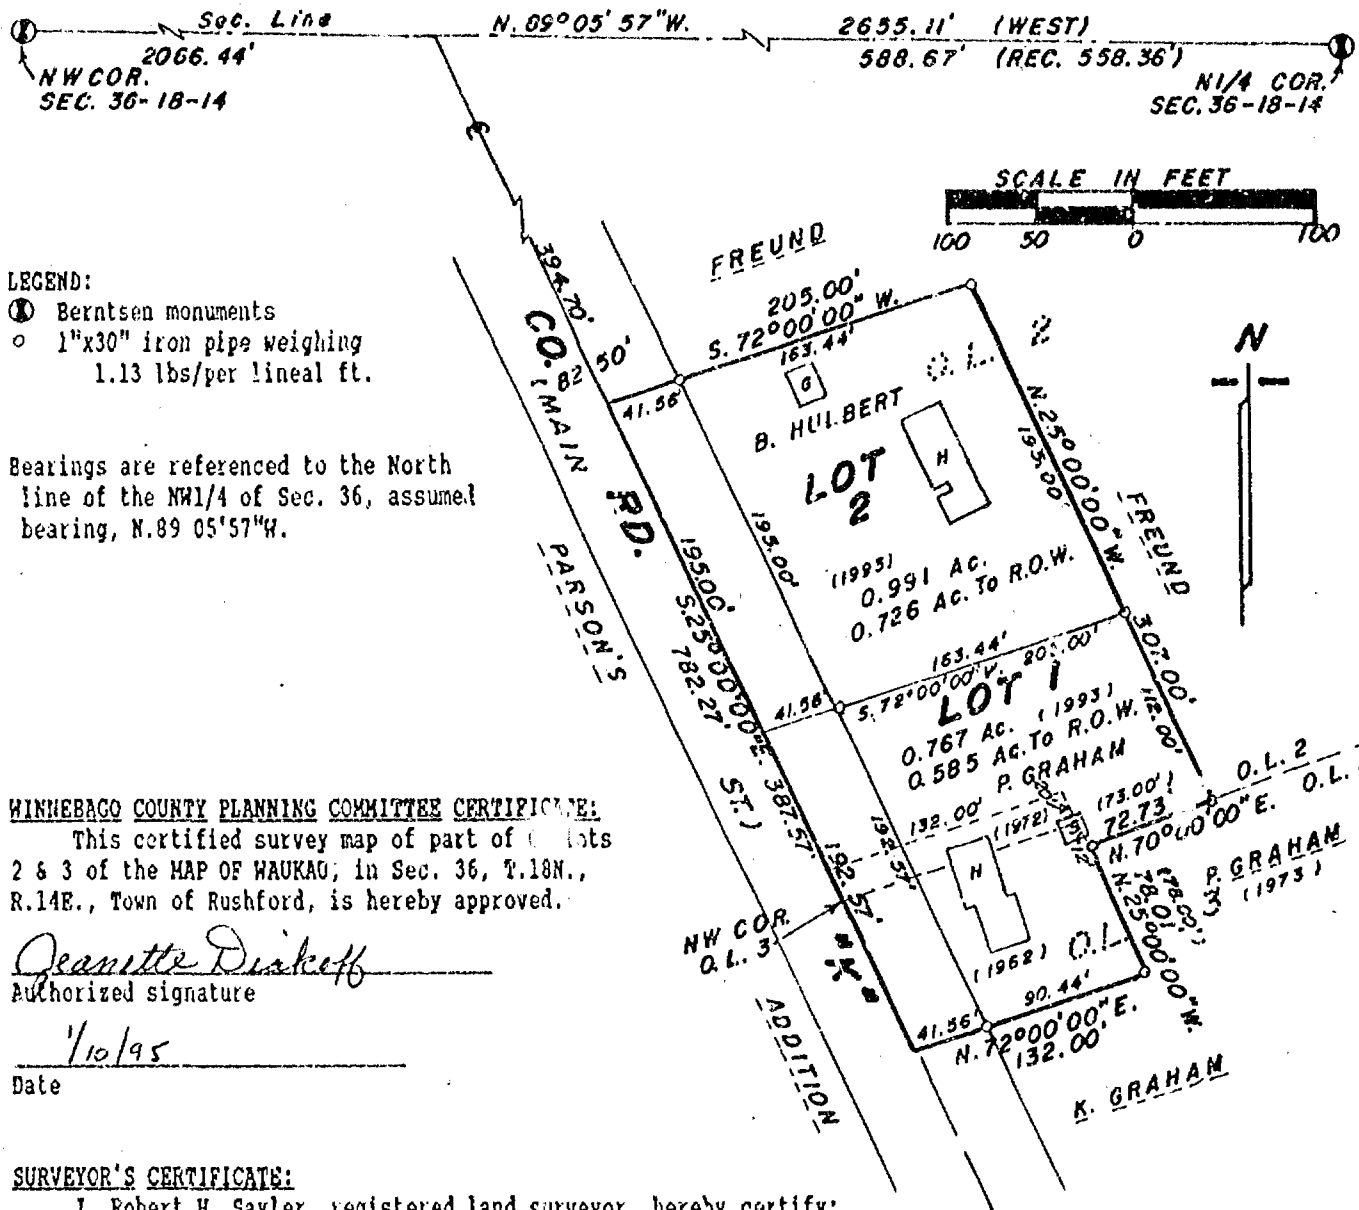 Sec. Line N. 89°05'57"W. 2655.11' (WEST)
2066.44' 588.67' (REC. 558.36')
NW COR.
SEC. 36-18-14
N1/4 COR.
SEC. 36-18-14
SCALE IN FEET
100 50 0 100
LEGEND:
Berntsen monuments
1"x30" iron pipe weighing
1.13 lbs/per lineal ft.
Bearings are referenced to the North
line of the NW1/4 of Sec. 36, assumed
bearing, N.89 05'57"W.
N
FREUND
205.00'
S. 72°00'00" W.
163.44'
394.70'
CO.
RD.
(MAIN
ST.)
82 50'
41.56'
G
B. HULBERT
O. L. 2
H
LOT
2
N. 25°00'00" W.
195.00'
FREUND
(1993)
0.991 Ac.
0.726 Ac. To R.O.W.
195.00'
195.00'
S. 25°00'00"E. 387.57'
782.27'
PARSON'S
ADDITION
163.44'
S. 72°00'00"W.
41.56'
LOT 1
0.767 Ac. (1993)
0.585 Ac. To R.O.W.
P. GRAHAM
307.00'
112.00'
O.L. 2
O.L.
132.00'
(1972)
(73.00')
72.73
N. 70°00'00"E.
P. GRAHAM
(1973)
192.57'
192.57'
H
(78.00')
78.01
N. 25°00'00"W.
NW COR.
O.L. 3
(1962)
O.L.
90.44'
41.56'
N. 72°00'00"E.
132.00'
K. GRAHAM
WINNEBAGO COUNTY PLANNING COMMITTEE CERTIFICATE:
This certified survey map of part of
2 & 3 of the MAP OF WAUKAU; in Sec. 36, T.18N.,
R.14E., Town of Rushford, is hereby approved.
Authorized signature
1/10/95
Date
SURVEYOR'S CERTIFICATE:
I, Robert H. Sayler, registered land surveyor, hereby certify: